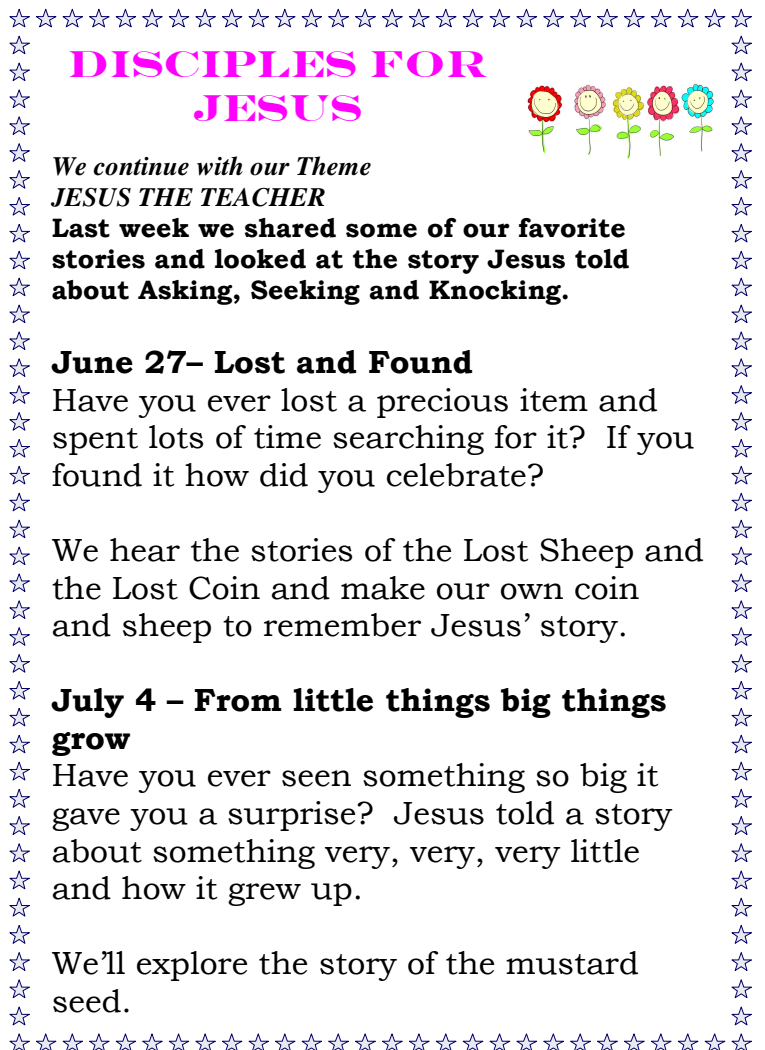 DISCIPLES FOR
JESUS
We continue with our Theme
JESUS THE TEACHER
Last week we shared some of our favorite
stories and looked at the story Jesus told
about Asking, Seeking and Knocking.
June 27– Lost and Found
Have you ever lost a precious item and
spent lots of time searching for it?  If you
found it how did you celebrate?
We hear the stories of the Lost Sheep and
the Lost Coin and make our own coin
and sheep to remember Jesus’ story.
July 4 – From little things big things
grow
Have you ever seen something so big it
gave you a surprise?  Jesus told a story
about something very, very, very little
and how it grew up.
We’ll explore the story of the mustard
seed.